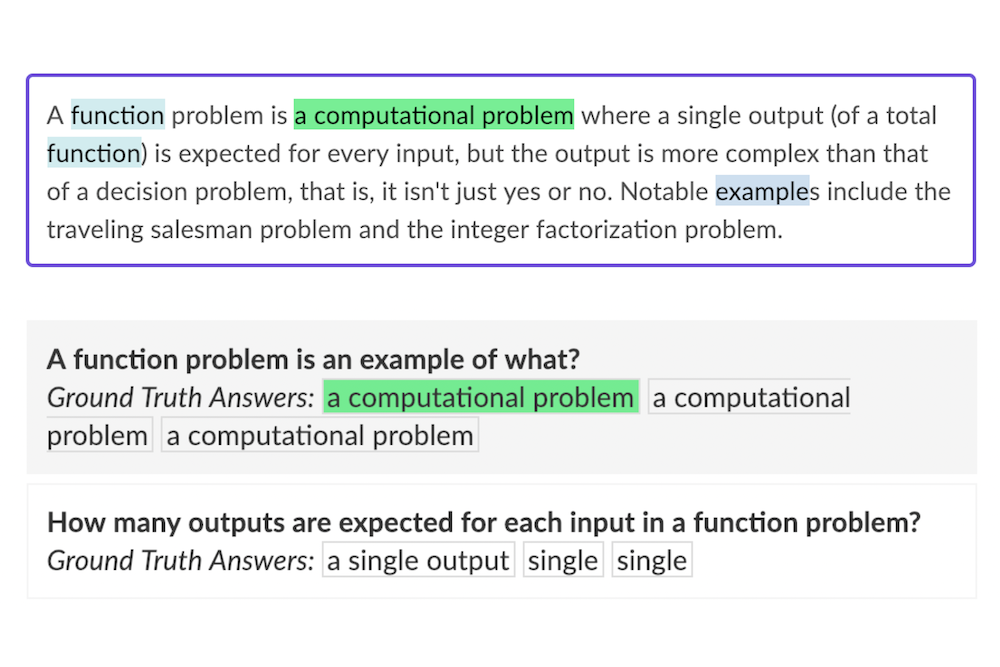 A function problem is a computational problem where a single output (of a total
function) is expected for every input, but the output is more complex than that
of a decision problem, that is, it isn't just yes or no. Notable examples include the
traveling salesman problem and the integer factorization problem.
A function problem is an example of what?
Ground Truth Answers: a computational problem a computational
problem a computational problem
How many outputs are expected for each input in a function problem?
Ground Truth Answers: a single output single single